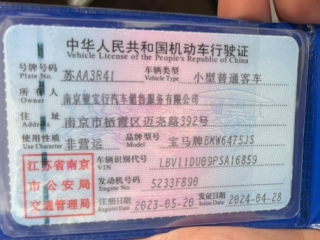 中华人民共和国机动车行驶证
Vehicle License of the People's Republic of China
号牌号码 苏AA3R41 车辆类型 小型普通客车
Plate No. Vehicle Type
所有人 南京骏宝行汽车销售服务有限公司
Owner
住址 南京市栖霞区迈尧路392号
Address
使用性质 非营运 品牌型号 宝马牌BMW6475JS
Use Character Model
江苏省南京市公安局交通管理局
车辆识别代号 LBV11DU09PSA16859
VIN
发动机号码 5233F896
Engine No.
注册日期 2023-05-26 发证日期 2024-04-28
Register Date Issue Date